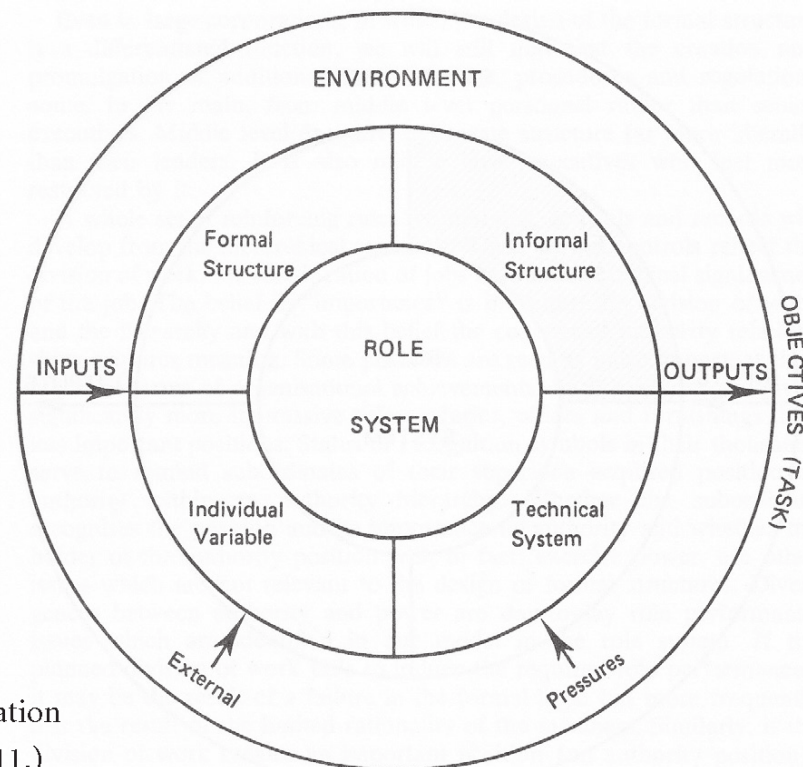 ENVIRONMENT
Formal
Structure
Informal
Structure
ROLE
SYSTEM
INPUTS
OUTPUTS
OBJECTIVES (TASK)
Individual
Variable
Technical
System
External
Pressures
ation
11.)